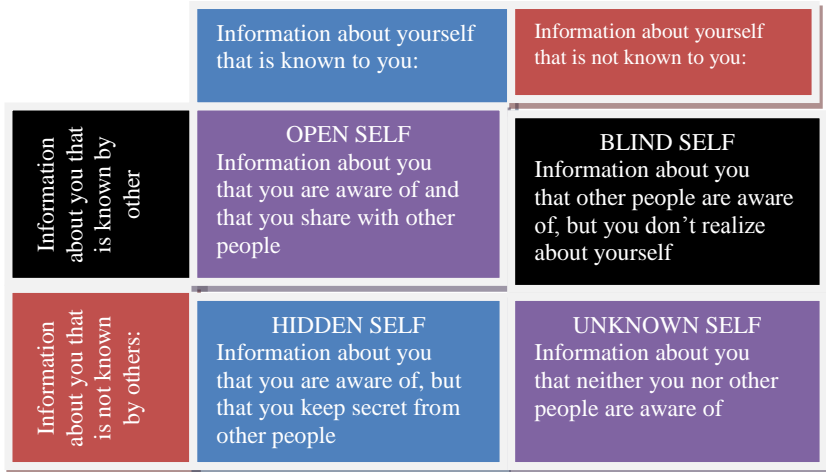 Information about yourself
that is known to you:
Information about yourself
that is not known to you:
Information
about you that
is known by
other
OPEN SELF
Information about you
that you are aware of and
that you share with other
people
BLIND SELF
Information about you
that other people are aware
of, but you don’t realize
about yourself
Information
about you that
is not known
by others:
HIDDEN SELF
Information about you
that you are aware of, but
that you keep secret from
other people
UNKNOWN SELF
Information about you
that neither you nor other
people are aware of